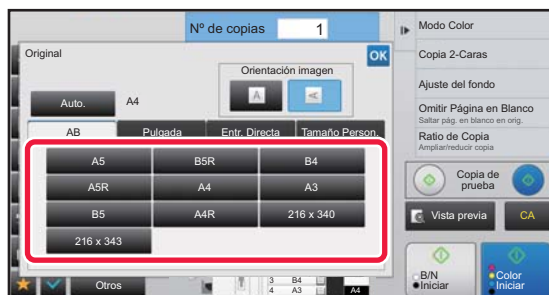 Nº de copias 1
Original
OK
Orientación imagen
A A
Auto. A4
AB Pulgada Entr. Directa Tamaño Person.
A5 B5R B4
A5R A4 A3
B5 A4R 216 x 340
216 x 343
Otros
3 B4
4 A3
A4
Modo Color
Copia 2-Caras
Ajuste del fondo
Omitir Página en Blanco
Saltar pág. en blanco en orig.
Ratio de Copia
Ampliar/reducir copia
Copia de
prueba
Vista previa CA
B/N
Iniciar
Color
Iniciar